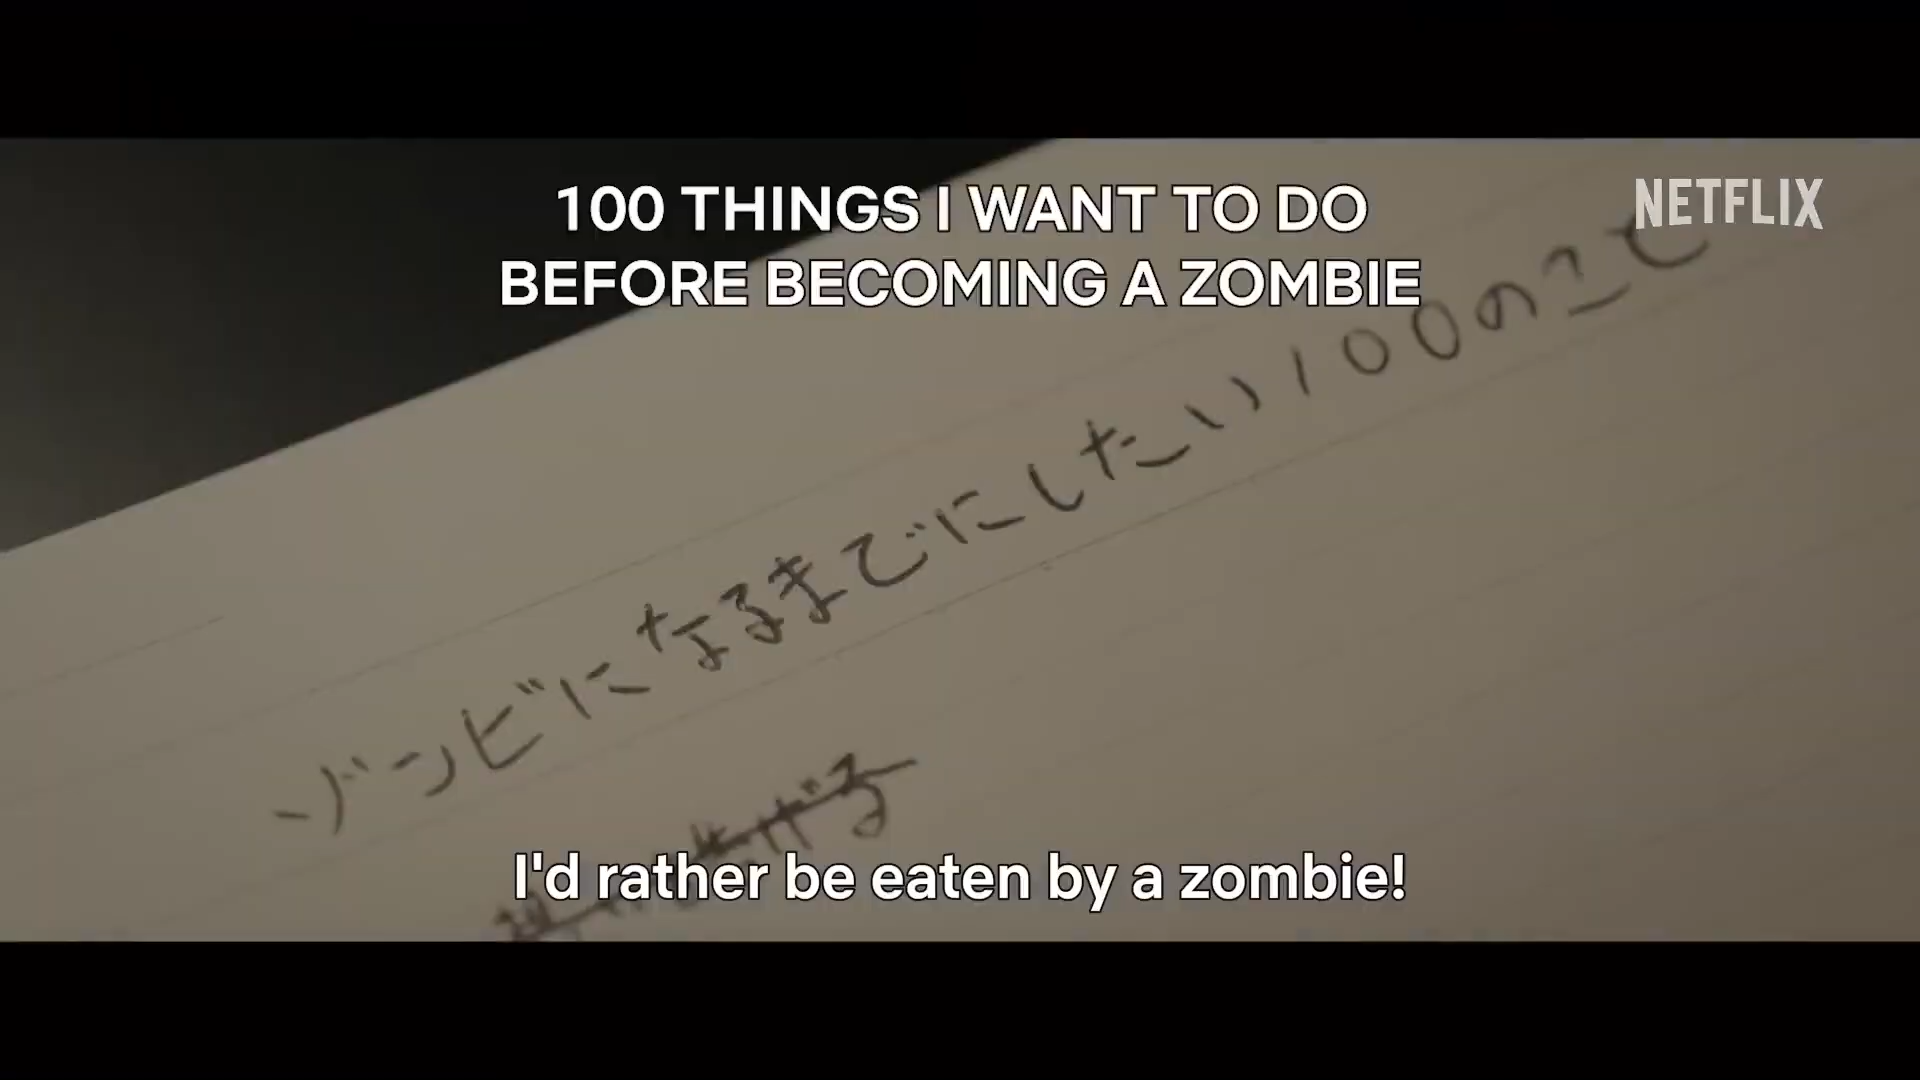 100 THINGS I WANT TO DO
BEFORE BECOMING A ZOMBIE
NETFLIX
ゾンビになるまでにしたい100のこと
I'd rather be eaten by a zombie!